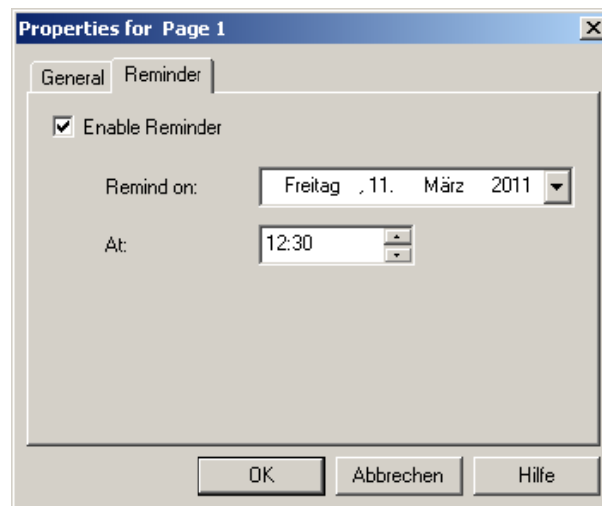 Properties for Page 1
General Reminder
Enable Reminder
Remind on: Freitag , 11. März 2011
At: 12:30
OK Abbrechen Hilfe